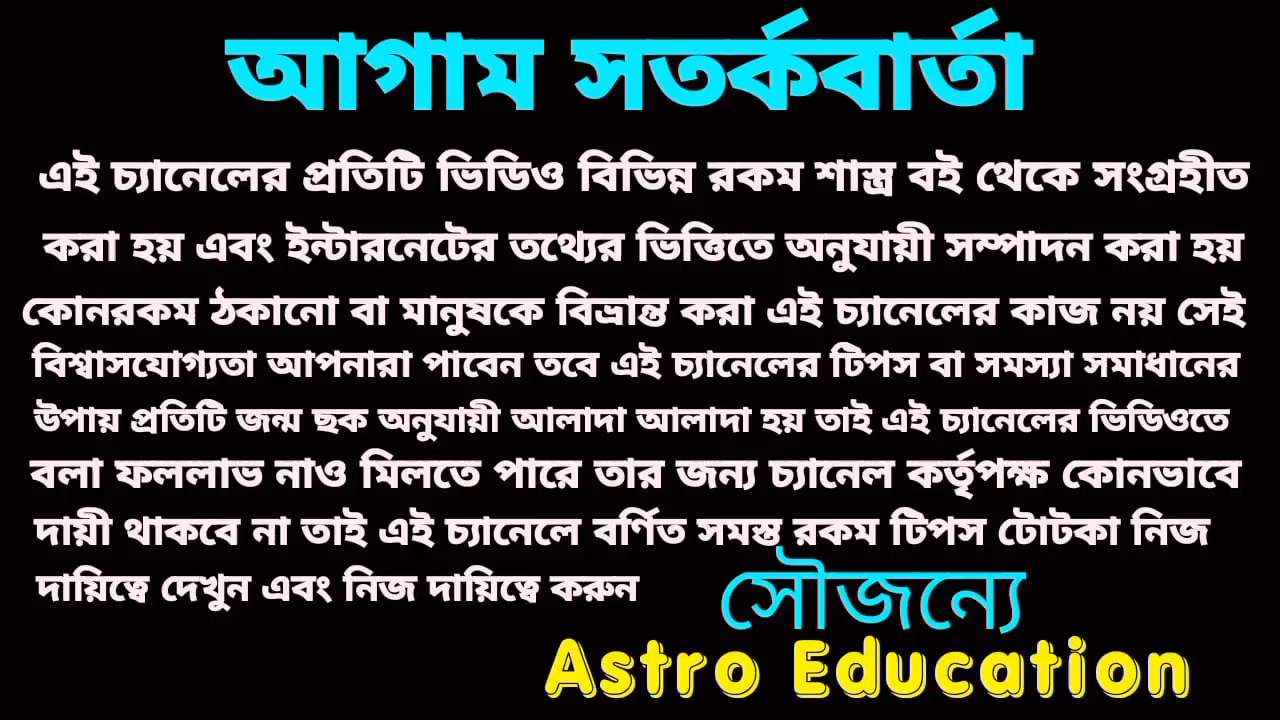 আগাম সতর্কবার্তা
এই চ্যানেলের প্রতিটি ভিডিও বিভিন্ন রকম শাস্ত্র বই থেকে সংগ্রহীত
করা হয় এবং ইন্টারনেটের তথ্যের ভিত্তিতে অনুযায়ী সম্পাদন করা হয়
কোনরকম ঠকানো বা মানুষকে বিভ্রান্ত করা এই চ্যানেলের কাজ নয় সেই
বিশ্বাসযোগ্যতা আপনারা পাবেন তবে এই চ্যানেলের টিপস বা সমস্যা সমাধানের
উপায় প্রতিটি জন্ম ছক অনুযায়ী আলাদা আলাদা হয় তাই এই চ্যানেলের ভিডিওতে
বলা ফললাভ নাও মিলতে পারে তার জন্য চ্যানেল কর্তৃপক্ষ কোনভাবে
দায়ী থাকবে না তাই এই চ্যানেলে বর্ণিত সমস্ত রকম টিপস টোটকা নিজ
দায়িত্বে দেখুন এবং নিজ দায়িত্বে করুন
সৌজন্যে
Astro Education